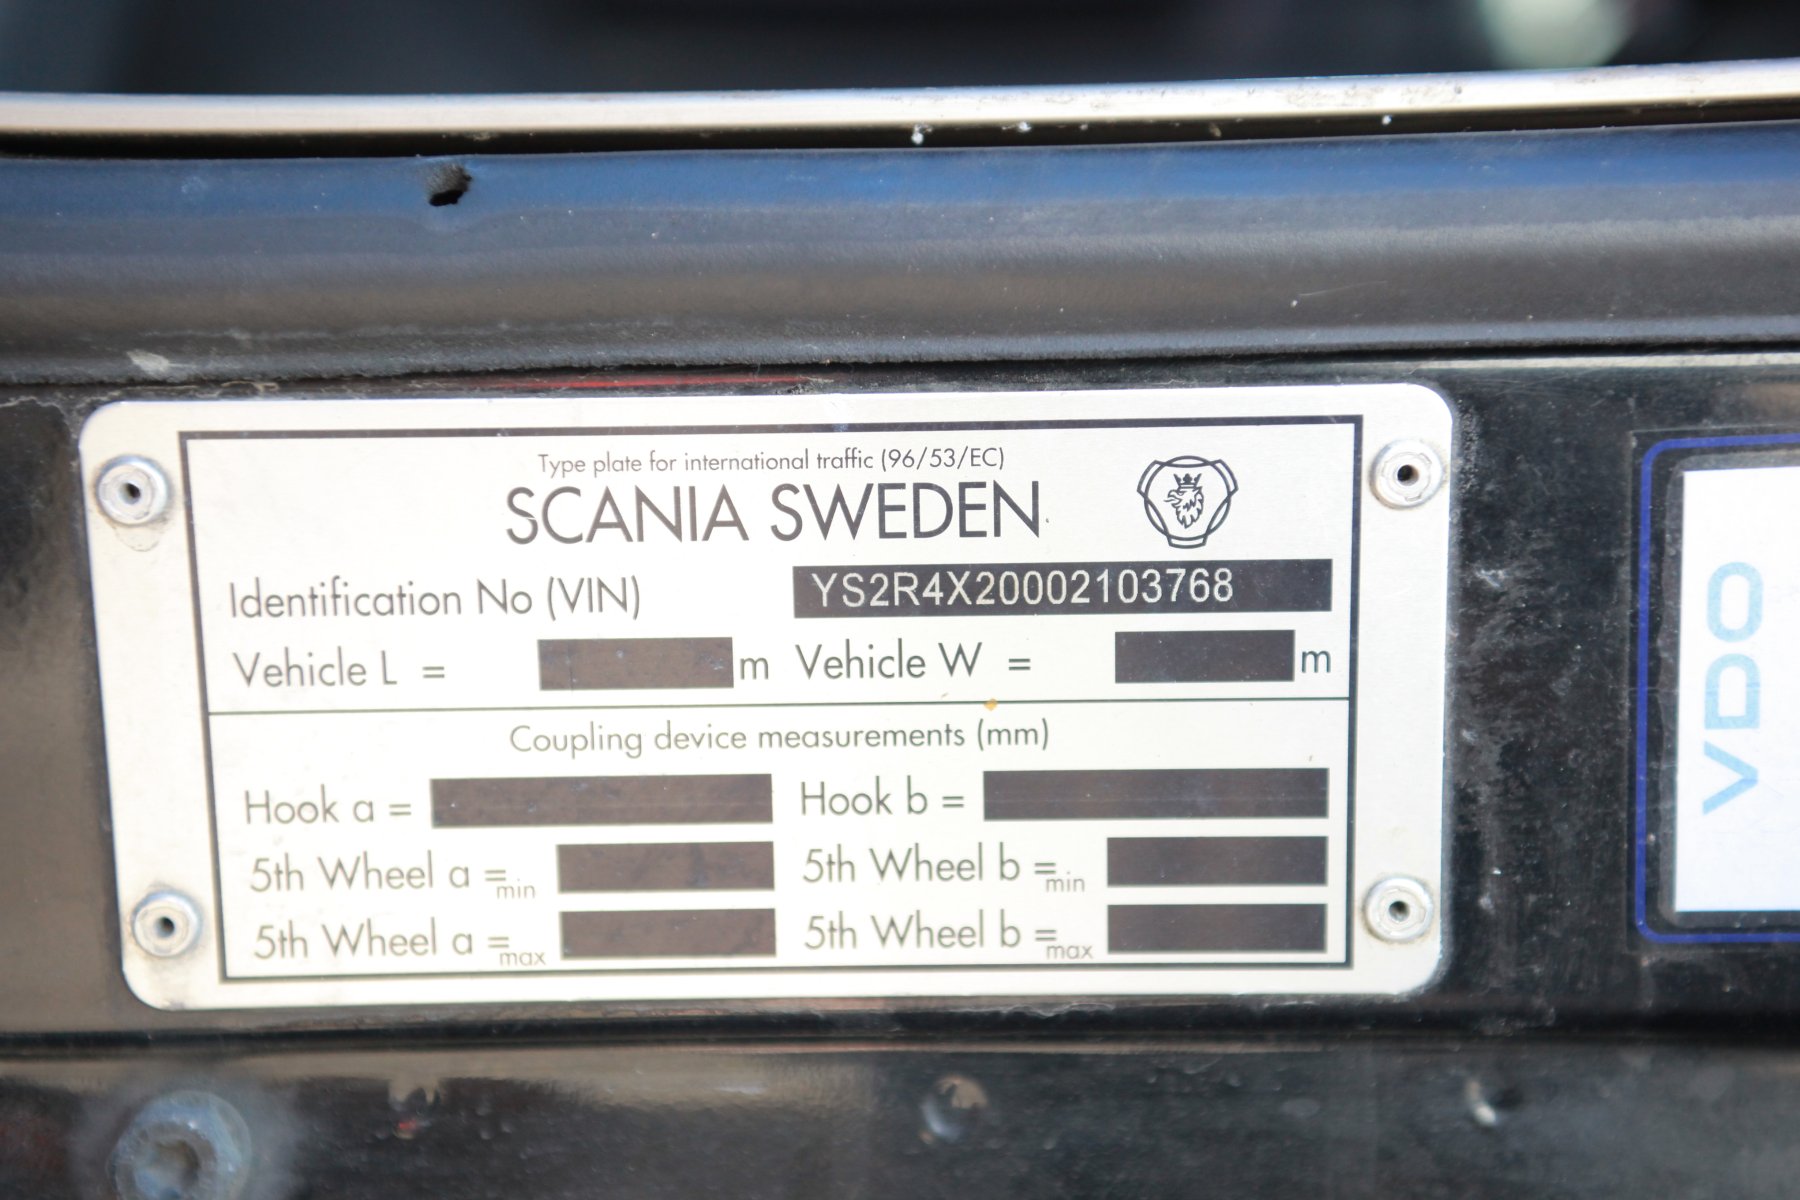 Type plate for international traffic (96/53/EC)
SCANIA SWEDEN
Identification No (VIN) YS2R4X20002103768
Vehicle L = m Vehicle W = m
Coupling device measurements (mm)
Hook a = Hook b =
5th Wheel a =min 5th Wheel b =min
5th Wheel a =max 5th Wheel b =max
VDO